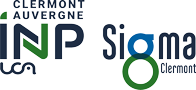 CLERMONT
AUVERGNE
INP
UCA
Sigma
Clermont